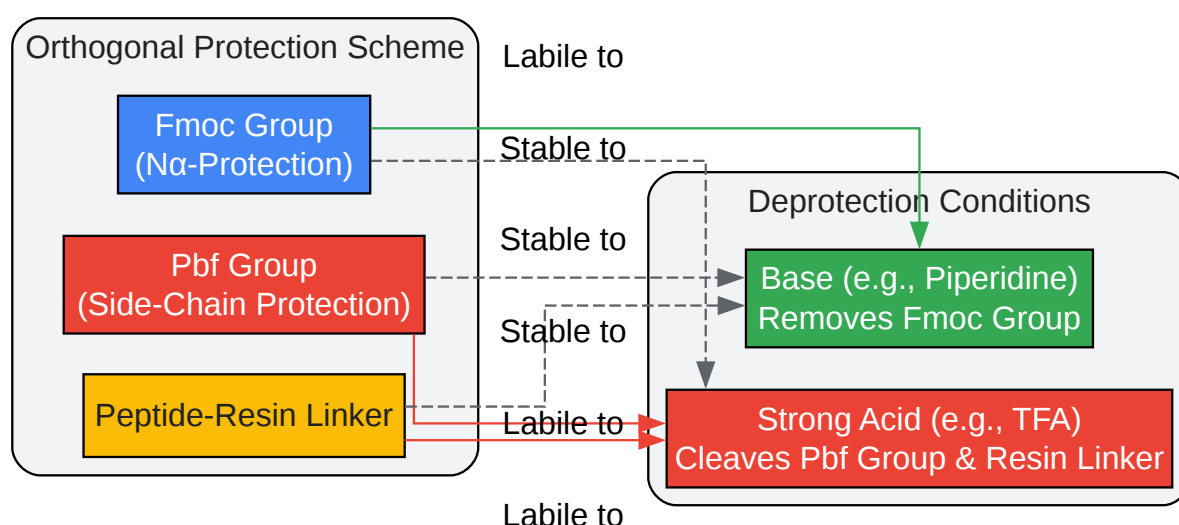 Orthogonal Protection Scheme
Fmoc Group
(Nα-Protection)
Pbf Group
(Side-Chain Protection)
Peptide-Resin Linker
Labile to
Stable to
Stable to
Stable to
Labile to
Labile to
Deprotection Conditions
Base (e.g., Piperidine)
Removes Fmoc Group
Strong Acid (e.g., TFA)
Cleaves Pbf Group & Resin Linker